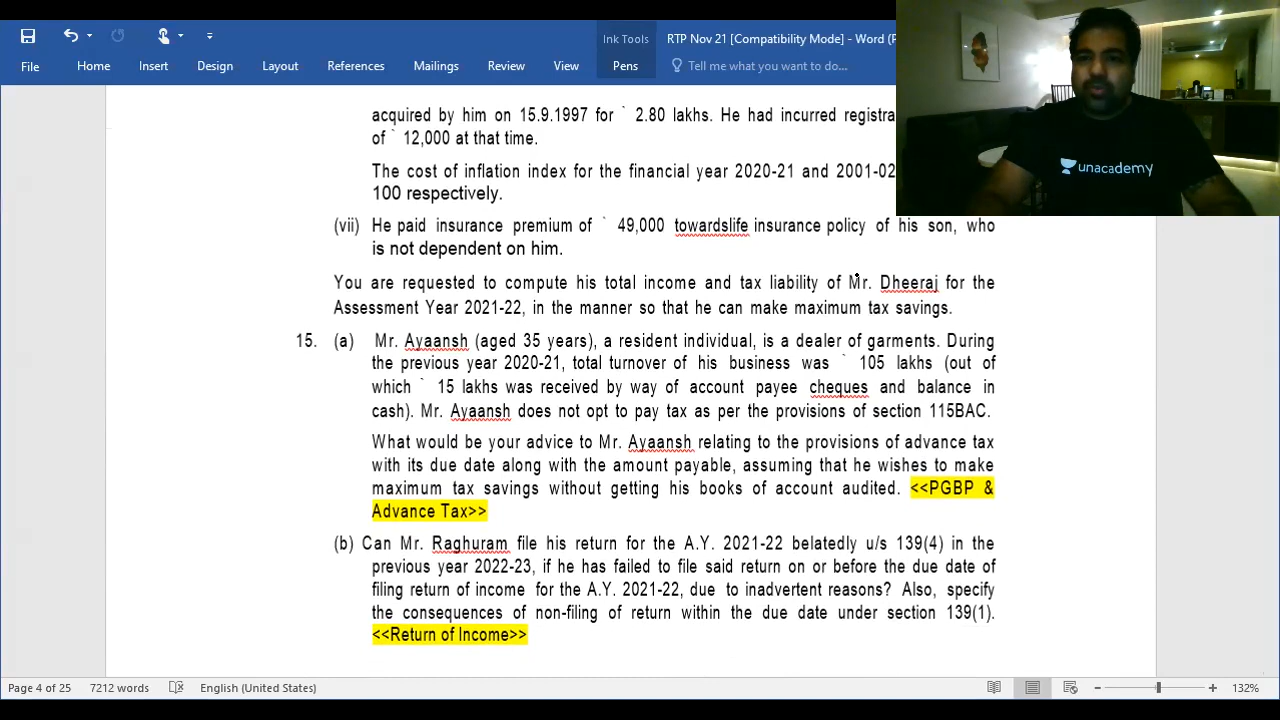 Ink Tools
RTP Nov 21 [Compatibility Mode] - Word (P
File
Home
Insert
Design
Layout
References
Mailings
Review
View
Pens
Tell me what you want to do...
acquired by him on 15.9.1997 for ` 2.80 lakhs. He had incurred
of ` 12,000 at that time.
The cost of inflation index for the financial year 2020-21 and 2001-02
100 respectively.
(vii) He paid insurance premium of ` 49,000 towardslife insurance policy of his son, who
is not dependent on him.
You are requested to compute his total income and tax liability of Mr. Dheeraj for the
Assessment Year 2021-22, in the manner so that he can make maximum tax savings.
15. (a) Mr. Ayaansh (aged 35 years), a resident individual, is a dealer of garments. During
the previous year 2020-21, total turnover of his business was ` 105 lakhs (out of
which ` 15 lakhs was received by way of account payee cheques and balance in
cash). Mr. Ayaansh does not opt to pay tax as per the provisions of section 115BAC.
What would be your advice to Mr. Ayaansh relating to the provisions of advance tax
with its due date along with the amount payable, assuming that he wishes to make
maximum tax savings without getting his books of account audited. <<PGBP &
Advance Tax>>
(b) Can Mr. Raghuram file his return for the A.Y. 2021-22 belatedly u/s 139(4) in the
previous year 2022-23, if he has failed to file said return on or before the due date of
filing return of income for the A.Y. 2021-22, due to inadvertent reasons? Also, specify
the consequences of non-filing of return within the due date under section 139(1).
<<Return of Income>>
Page 4 of 25
7212 words
English (United States)
132%
unacademy